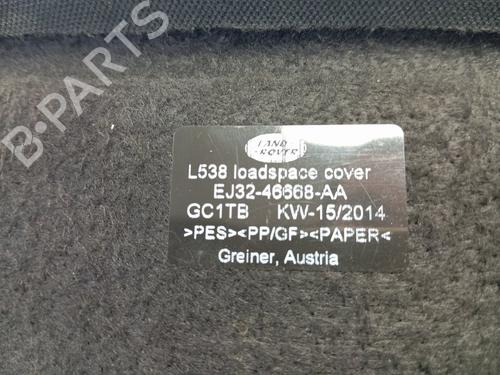 B-PARTS
LAND
ROVER
L538 loadspace cover
EJ32-46668-AA
GC1TB KW-15/2014
>PES<>PP/GF><PAPER<
Greiner, Austria